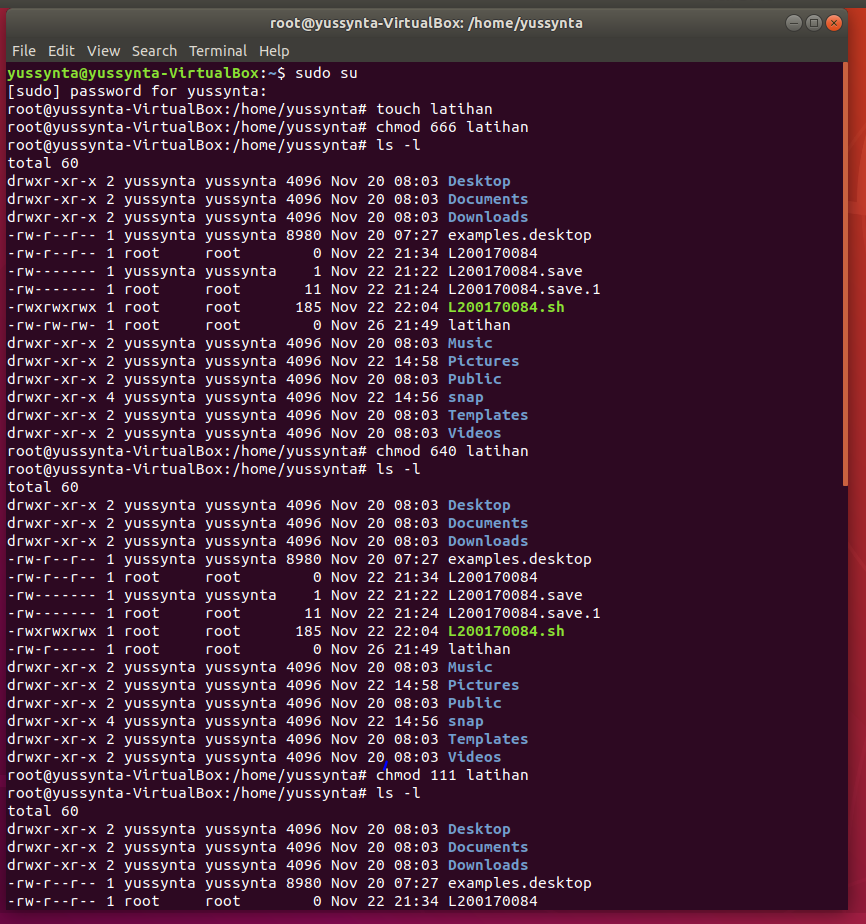 root@yussynta-VirtualBox: /home/yussynta
File Edit View Search Terminal Help
yussynta@yussynta-VirtualBox:~$ sudo su
[sudo] password for yussynta:
root@yussynta-VirtualBox:/home/yussynta# touch latihan
root@yussynta-VirtualBox:/home/yussynta# chmod 666 latihan
root@yussynta-VirtualBox:/home/yussynta# ls -l
total 60
drwxr-xr-x 2 yussynta yussynta 4096 Nov 20 08:03 Desktop
drwxr-xr-x 2 yussynta yussynta 4096 Nov 20 08:03 Documents
drwxr-xr-x 2 yussynta yussynta 4096 Nov 20 08:03 Downloads
-rw-r--r-- 1 yussynta yussynta 8980 Nov 20 07:27 examples.desktop
-rw-r--r-- 1 root     root        0 Nov 22 21:34 L200170084
-rw------- 1 yussynta yussynta    1 Nov 22 21:22 L200170084.save
-rw------- 1 root     root       11 Nov 22 21:24 L200170084.save.1
-rwxrwxrwx 1 root     root      185 Nov 22 22:04 L200170084.sh
-rw-rw-rw- 1 root     root        0 Nov 26 21:49 latihan
drwxr-xr-x 2 yussynta yussynta 4096 Nov 20 08:03 Music
drwxr-xr-x 2 yussynta yussynta 4096 Nov 22 14:58 Pictures
drwxr-xr-x 2 yussynta yussynta 4096 Nov 20 08:03 Public
drwxr-xr-x 4 yussynta yussynta 4096 Nov 22 14:56 snap
drwxr-xr-x 2 yussynta yussynta 4096 Nov 20 08:03 Templates
drwxr-xr-x 2 yussynta yussynta 4096 Nov 20 08:03 Videos
root@yussynta-VirtualBox:/home/yussynta# chmod 640 latihan
root@yussynta-VirtualBox:/home/yussynta# ls -l
total 60
drwxr-xr-x 2 yussynta yussynta 4096 Nov 20 08:03 Desktop
drwxr-xr-x 2 yussynta yussynta 4096 Nov 20 08:03 Documents
drwxr-xr-x 2 yussynta yussynta 4096 Nov 20 08:03 Downloads
-rw-r--r-- 1 yussynta yussynta 8980 Nov 20 07:27 examples.desktop
-rw-r--r-- 1 root     root        0 Nov 22 21:34 L200170084
-rw------- 1 yussynta yussynta    1 Nov 22 21:22 L200170084.save
-rw------- 1 root     root       11 Nov 22 21:24 L200170084.save.1
-rwxrwxrwx 1 root     root      185 Nov 22 22:04 L200170084.sh
-rw-r----- 1 root     root        0 Nov 26 21:49 latihan
drwxr-xr-x 2 yussynta yussynta 4096 Nov 20 08:03 Music
drwxr-xr-x 2 yussynta yussynta 4096 Nov 22 14:58 Pictures
drwxr-xr-x 2 yussynta yussynta 4096 Nov 20 08:03 Public
drwxr-xr-x 4 yussynta yussynta 4096 Nov 22 14:56 snap
drwxr-xr-x 2 yussynta yussynta 4096 Nov 20 08:03 Templates
drwxr-xr-x 2 yussynta yussynta 4096 Nov 20 08:03 Videos
root@yussynta-VirtualBox:/home/yussynta# chmod 111 latihan
root@yussynta-VirtualBox:/home/yussynta# ls -l
total 60
drwxr-xr-x 2 yussynta yussynta 4096 Nov 20 08:03 Desktop
drwxr-xr-x 2 yussynta yussynta 4096 Nov 20 08:03 Documents
drwxr-xr-x 2 yussynta yussynta 4096 Nov 20 08:03 Downloads
-rw-r--r-- 1 yussynta yussynta 8980 Nov 20 07:27 examples.desktop
-rw-r--r-- 1 root     root        0 Nov 22 21:34 L200170084